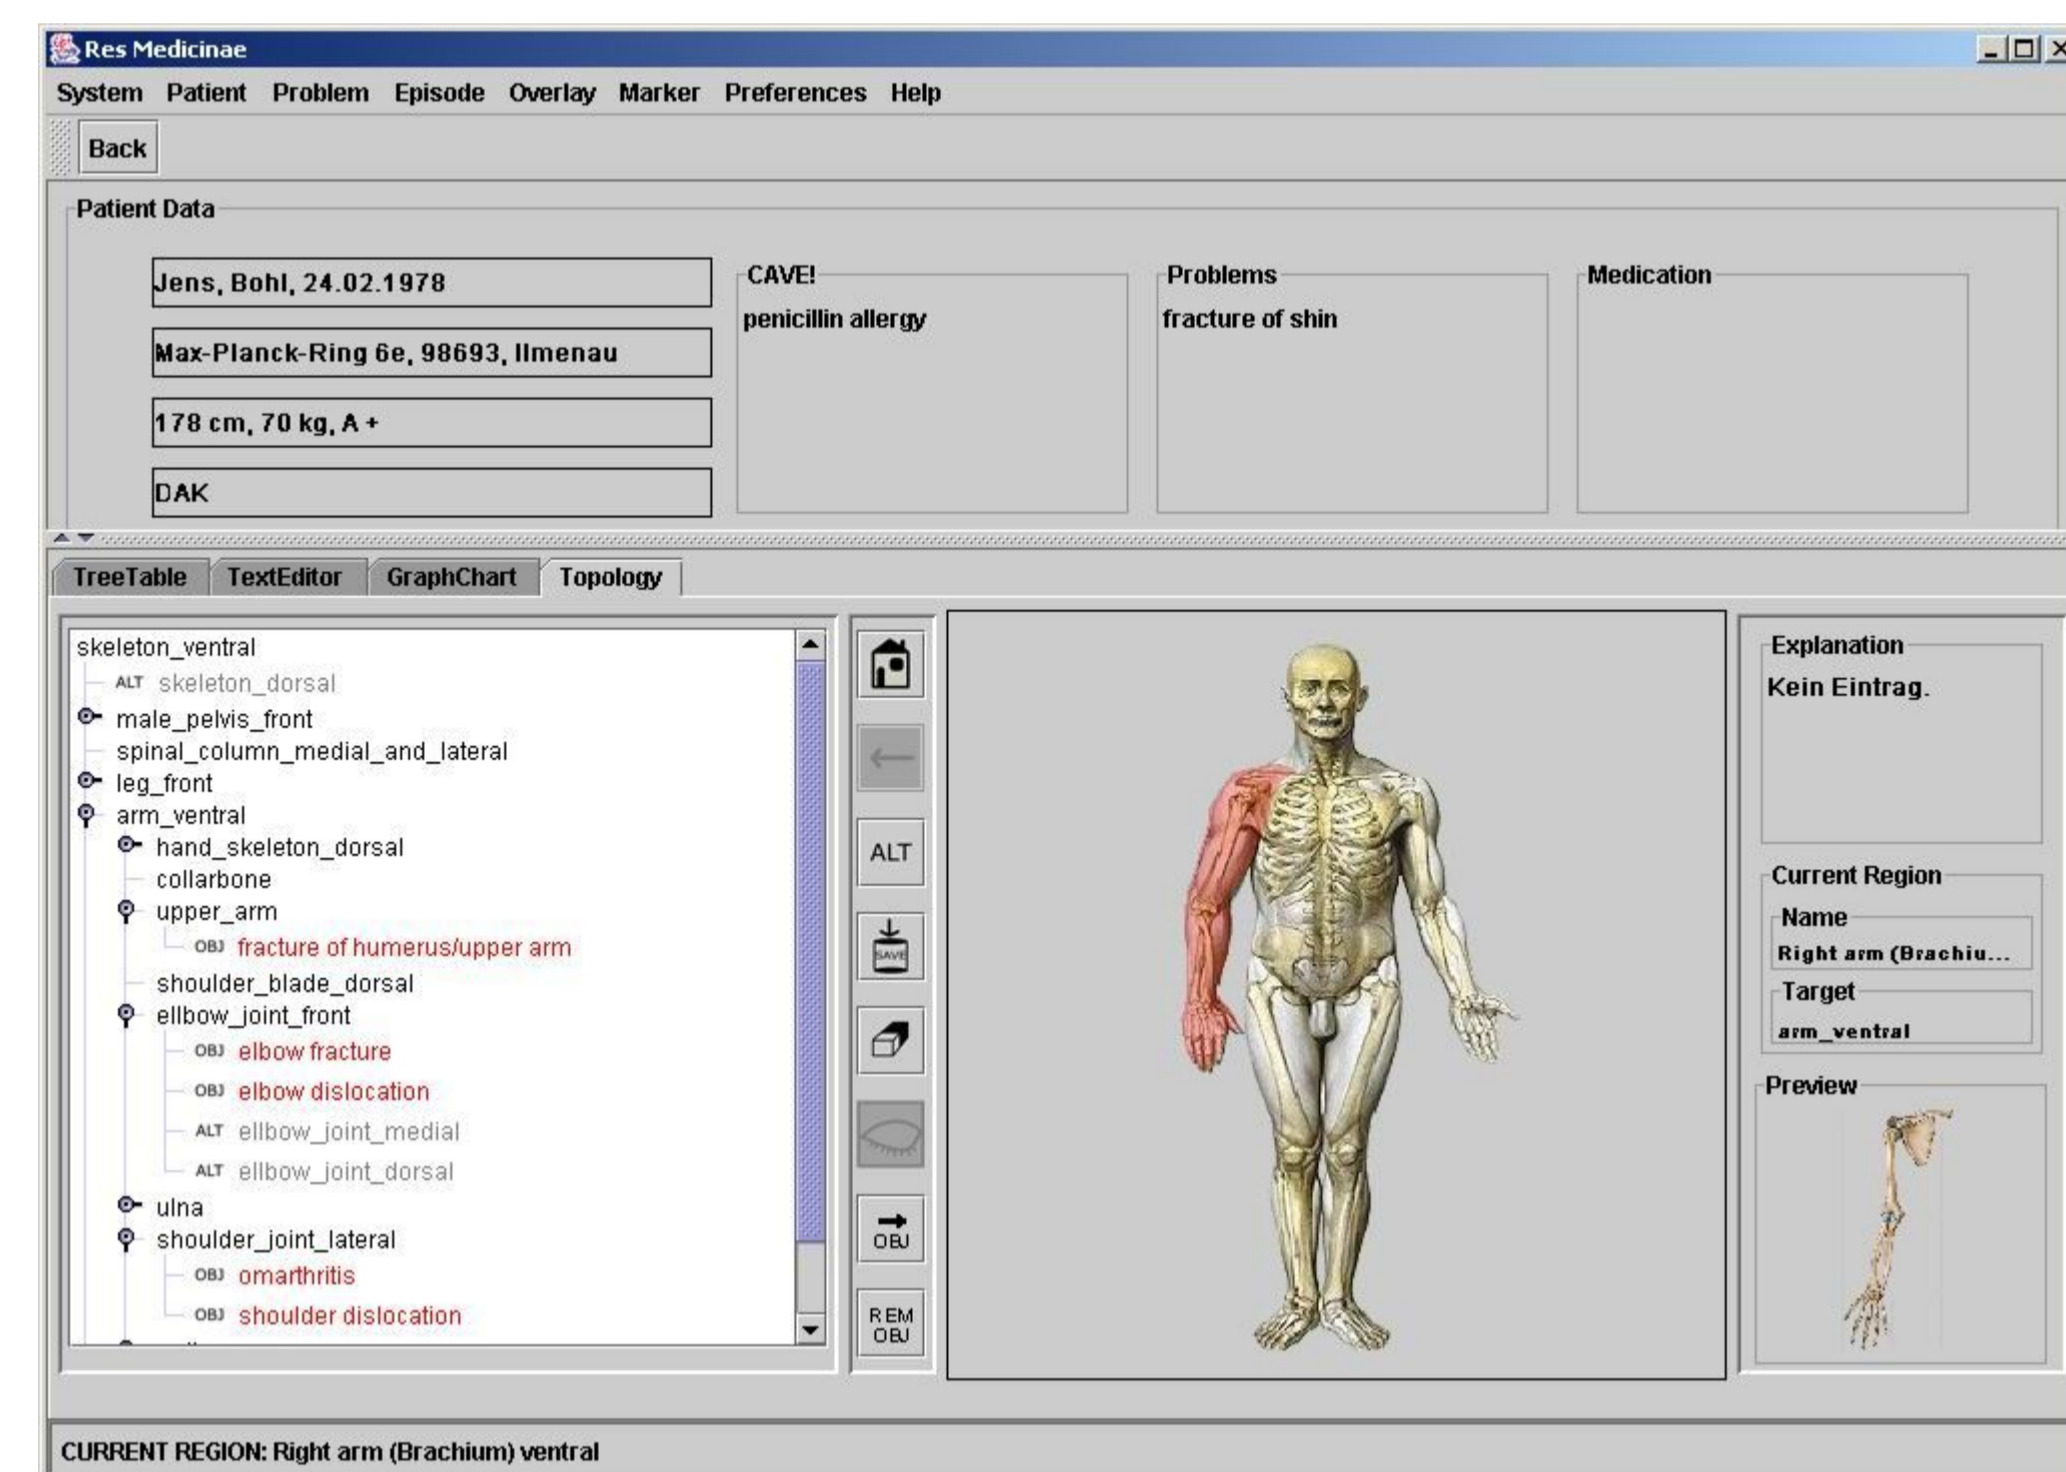 Res Medicinae
System Patient Problem Episode Overlay Marker Preferences Help
Back
Patient Data
Jens, Bohl, 24.02.1978
Max-Planck-Ring 6e, 98693, Ilmenau
178 cm, 70 kg, A +
DAK
CAVE!
penicillin allergy
Problems
fracture of shin
Medication
TreeTable TextEditor GraphChart Topology
skeleton_ventral
ALT skeleton_dorsal
male_pelvis_front
spinal_column_medial_and_lateral
leg_front
arm_ventral
hand_skeleton_dorsal
collarbone
upper_arm
OBJ fracture of humerus/upper arm
shoulder_blade_dorsal
ellbow_joint_front
OBJ elbow fracture
OBJ elbow dislocation
ALT ellbow_joint_medial
ALT ellbow_joint_dorsal
ulna
shoulder_joint_lateral
OBJ omarthritis
OBJ shoulder dislocation
ALT
SAVE
OBJ
REM
OBJ
Explanation
Kein Eintrag.
Current Region
Name
Right arm (Brachiu...
Target
arm_ventral
Preview
CURRENT REGION: Right arm (Brachium) ventral